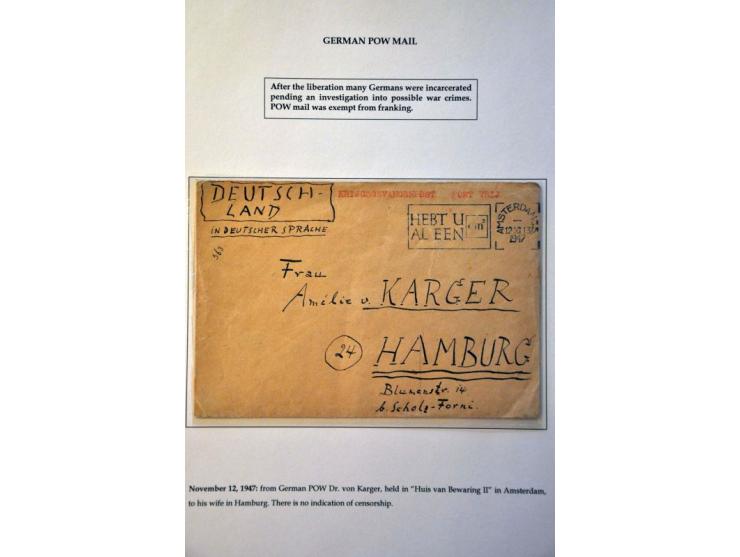 GERMAN POW MAIL
After the liberation many Germans were incarcerated
pending an investigation into possible war crimes.
POW mail was exempt from franking.
DEUTSCH-
LAND
IN DEUTSCHER SPRACHE
KRIJGSGEVANGENPOST PORT VRIJ
HEBT U
AL EEN
AMSTERDAM
1947
Frau
Amélie v. KARGER
24 HAMBURG
Blumenstr. 14
b. Scholz-Forni.
November 12, 1947: from German POW Dr. von Karger, held in "Huis van Bewaring II" in Amsterdam,
to his wife in Hamburg. There is no indication of censorship.